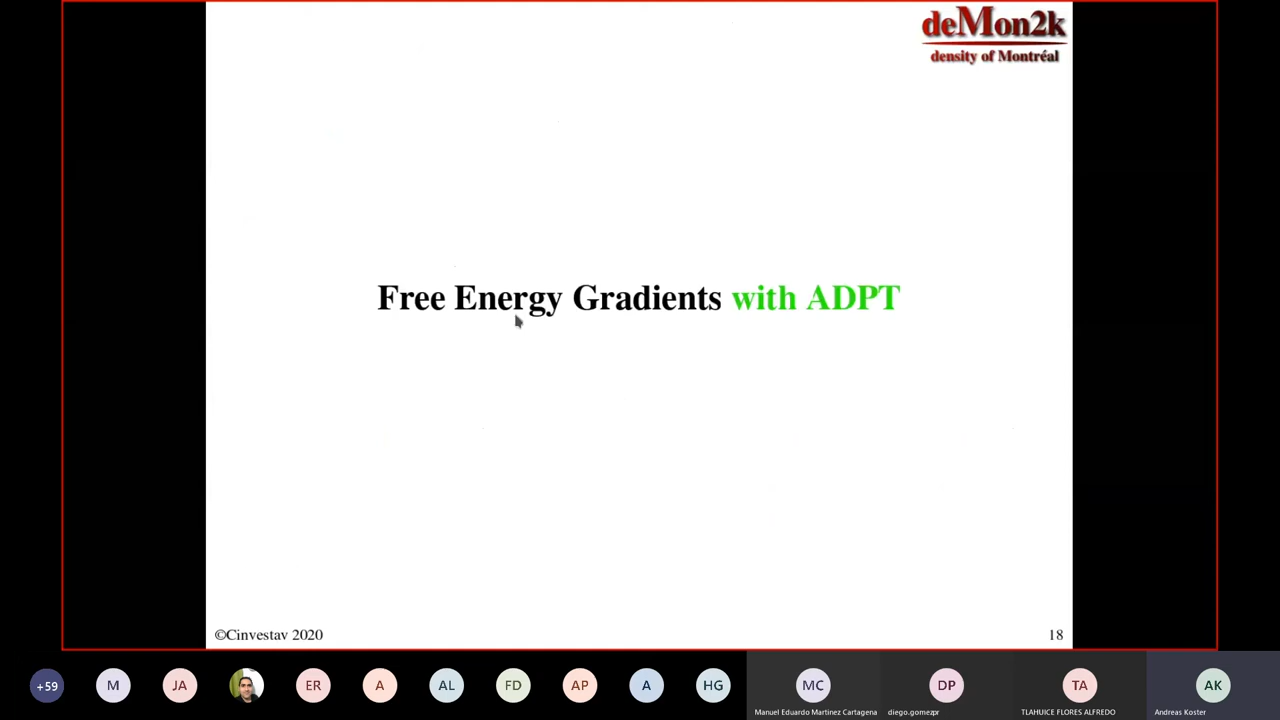 deMon2k
density of Montréal
Free Energy Gradients with ADPT
©Cinvestav 2020
18
+59
M
JA
ER
A
AL
FD
AP
A
HG
MC
DP
TA
AK
Manuel Eduardo Martinez Cartagena
diego.gomezpr
TLAHUICE FLORES ALFREDO
Andreas Koster